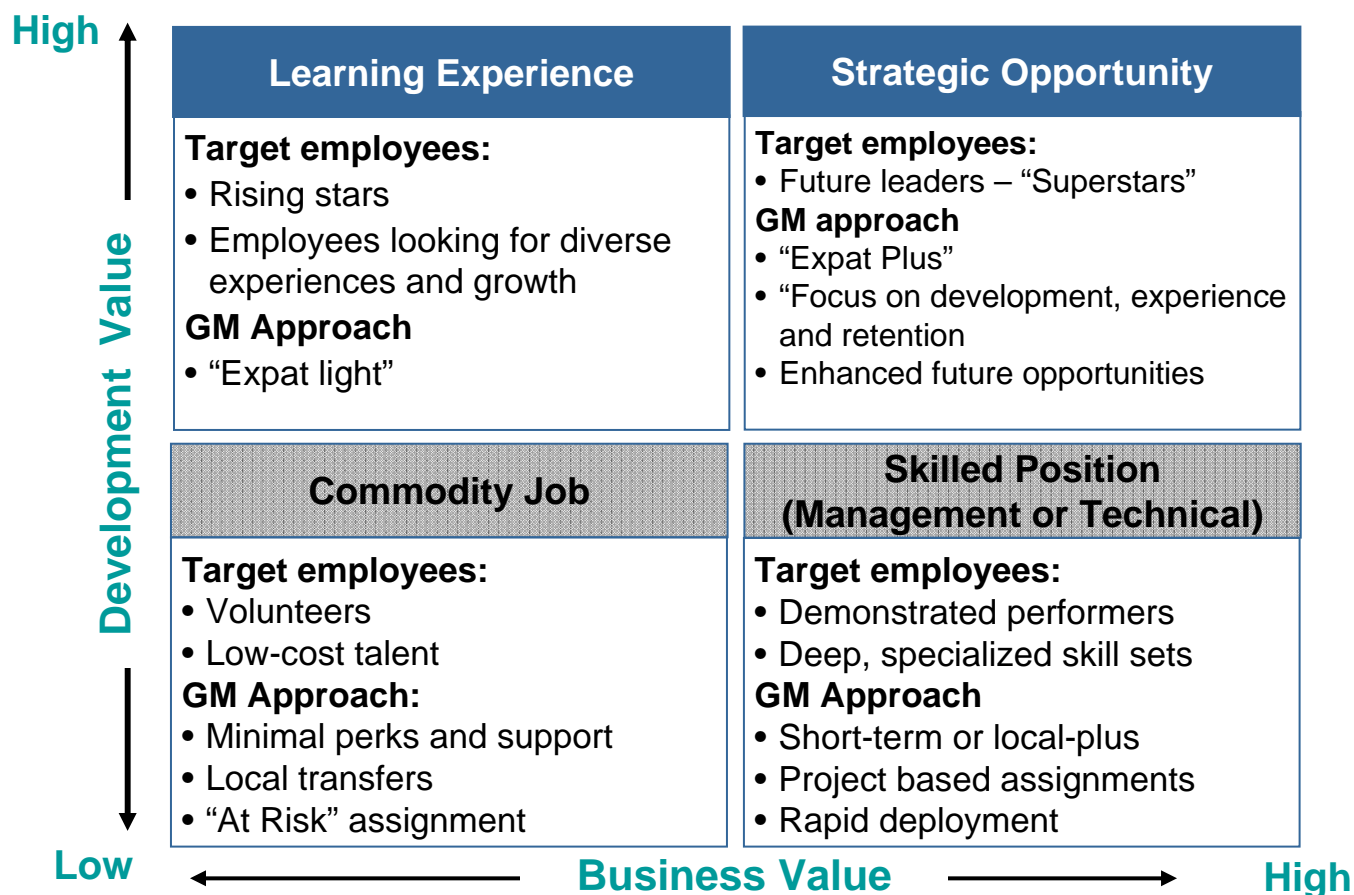 High
Learning Experience
Target employees:
• Rising stars
• Employees looking for diverse
experiences and growth
GM Approach
• “Expat light”
Strategic Opportunity
Target employees:
• Future leaders – “Superstars”
GM approach
• “Expat Plus”
• “Focus on development, experience
and retention
• Enhanced future opportunities
Development Value
Commodity Job
Target employees:
• Volunteers
• Low-cost talent
GM Approach:
• Minimal perks and support
• Local transfers
• “At Risk” assignment
Skilled Position
(Management or Technical)
Target employees:
• Demonstrated performers
• Deep, specialized skill sets
GM Approach
• Short-term or local-plus
• Project based assignments
• Rapid deployment
Low
Business Value
High